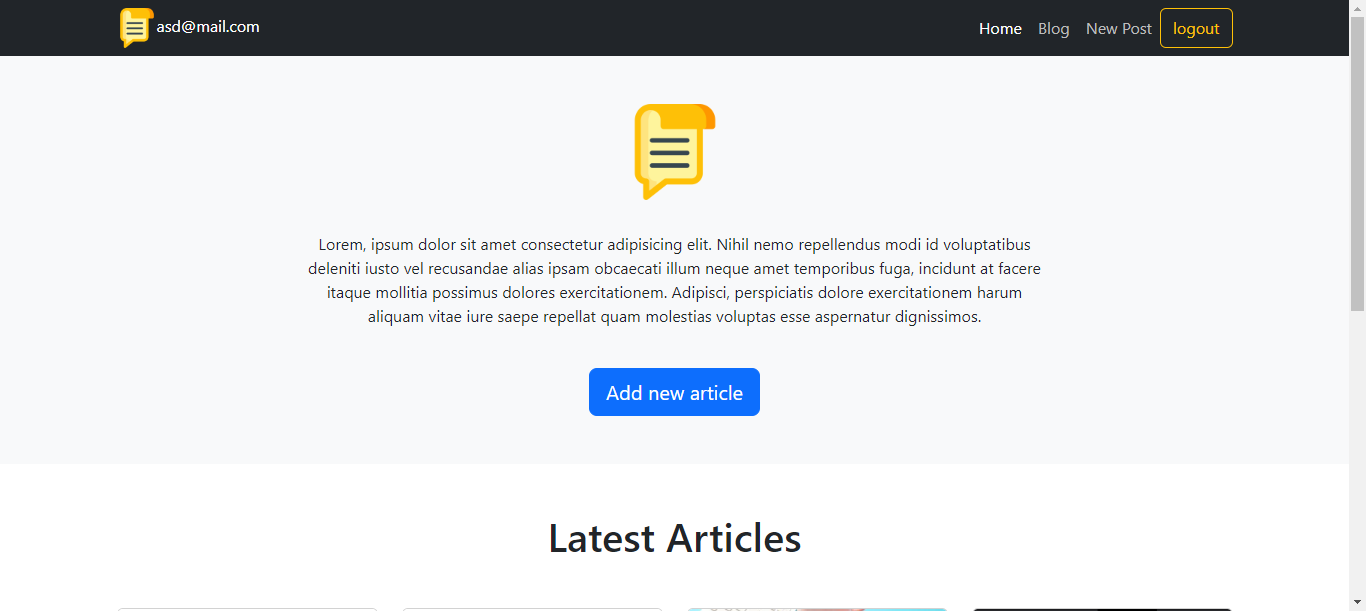 asd@mail.com
Home Blog New Post logout
Lorem, ipsum dolor sit amet consectetur adipisicing elit. Nihil nemo repellendus modi id voluptatibus
deleniti iusto vel recusandae alias ipsam obcaecati illum neque amet temporibus fuga, incidunt at facere
itaque mollitia possimus dolores exercitationem. Adipisci, perspiciatis dolore exercitationem harum
aliquam vitae iure saepe repellat quam molestias voluptas esse aspernatur dignissimos.
Add new article
Latest Articles